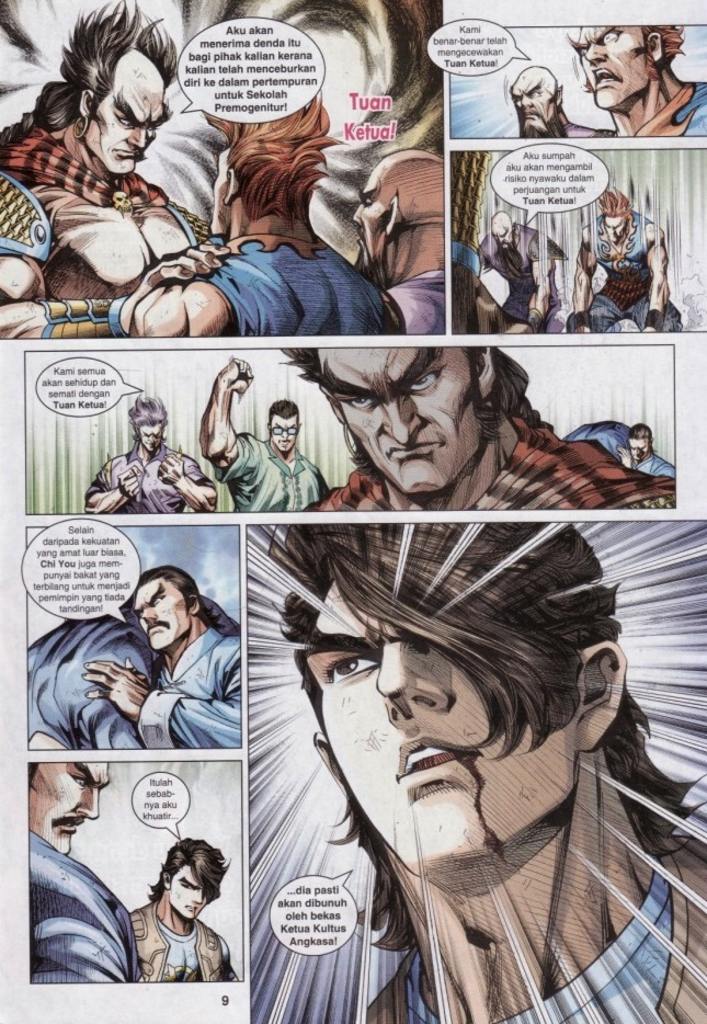 Aku akan
menerima denda itu
bagi pihak kalian kerana
kalian telah menceburkan
diri ke dalam pertempuran
untuk Sekolah
Premogenitur!
Tuan
Ketua!
Kami
benar-benar telah
mengecewakan
Tuan Ketua!
Aku sumpah
aku akan mengambil
risiko nyawaku dalam
perjuangan untuk
Tuan Ketua!
Kami semua
akan sehidup dan
semati dengan
Tuan Ketua!
Selain
daripada kekuatan
yang amat luar biasa,
Chi You juga mem-
punyai bakat yang
terbilang untuk menjadi
pemimpin yang tiada
tandingan!
Itulah
sebab-
nya aku
khuatir...
...dia pasti
akan dibunuh
oleh bekas
Ketua Kultus
Angkasa!
9